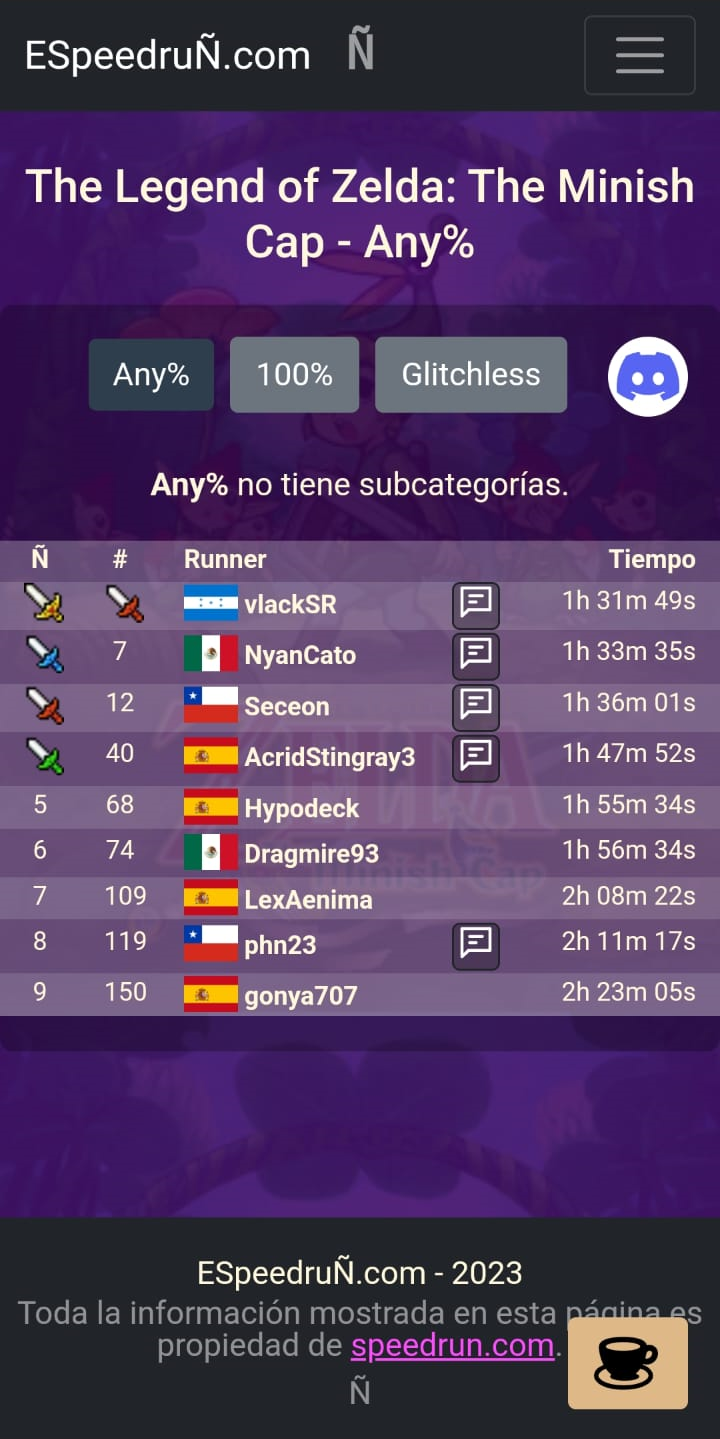 ESpeedruÑ.com Ñ
The Legend of Zelda: The Minish
Cap - Any%
Any% 100% Glitchless
Any% no tiene subcategorías.
Ñ # Runner Tiempo
vlackSR 1h 31m 49s
7 NyanCato 1h 33m 35s
12 Seceon 1h 36m 01s
40 AcridStingray3 1h 47m 52s
5 68 Hypodeck 1h 55m 34s
6 74 Dragmire93 1h 56m 34s
7 109 LexAenima 2h 08m 22s
8 119 phn23 2h 11m 17s
9 150 gonya707 2h 23m 05s
ESpeedruÑ.com - 2023
Toda la información mostrada en esta página es
propiedad de speedrun.com.
Ñ